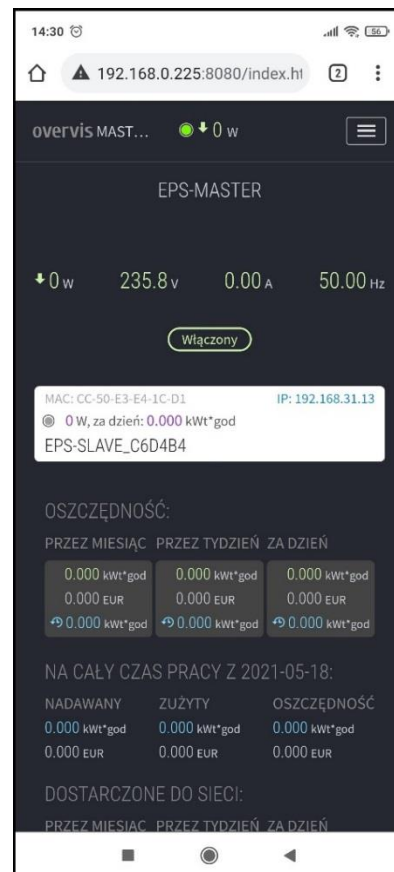 14:30 56
192.168.0.225:8080/index.ht 2
overvis MAST... 0 W
EPS-MASTER
0 W 235.8 V 0.00 A 50.00 Hz
Włączony
MAC: CC-50-E3-E4-1C-D1 IP: 192.168.31.13
0 W, za dzień: 0.000 kWt*god
EPS-SLAVE_C6D4B4
OSZCZĘDNOŚĆ:
PRZEZ MIESIĄC PRZEZ TYDZIEŃ ZA DZIEŃ
0.000 kWt*god 0.000 kWt*god 0.000 kWt*god
0.000 EUR 0.000 EUR 0.000 EUR
0.000 kWt*god 0.000 kWt*god 0.000 kWt*god
NA CAŁY CZAS PRACY Z 2021-05-18:
NADAWANY ZUŻYTY OSZCZĘDNOŚĆ
0.000 kWt*god 0.000 kWt*god 0.000 kWt*god
0.000 EUR 0.000 EUR 0.000 EUR
DOSTARCZONE DO SIECI:
PRZEZ MIESIĄC PRZEZ TYDZIEŃ ZA DZIEŃ